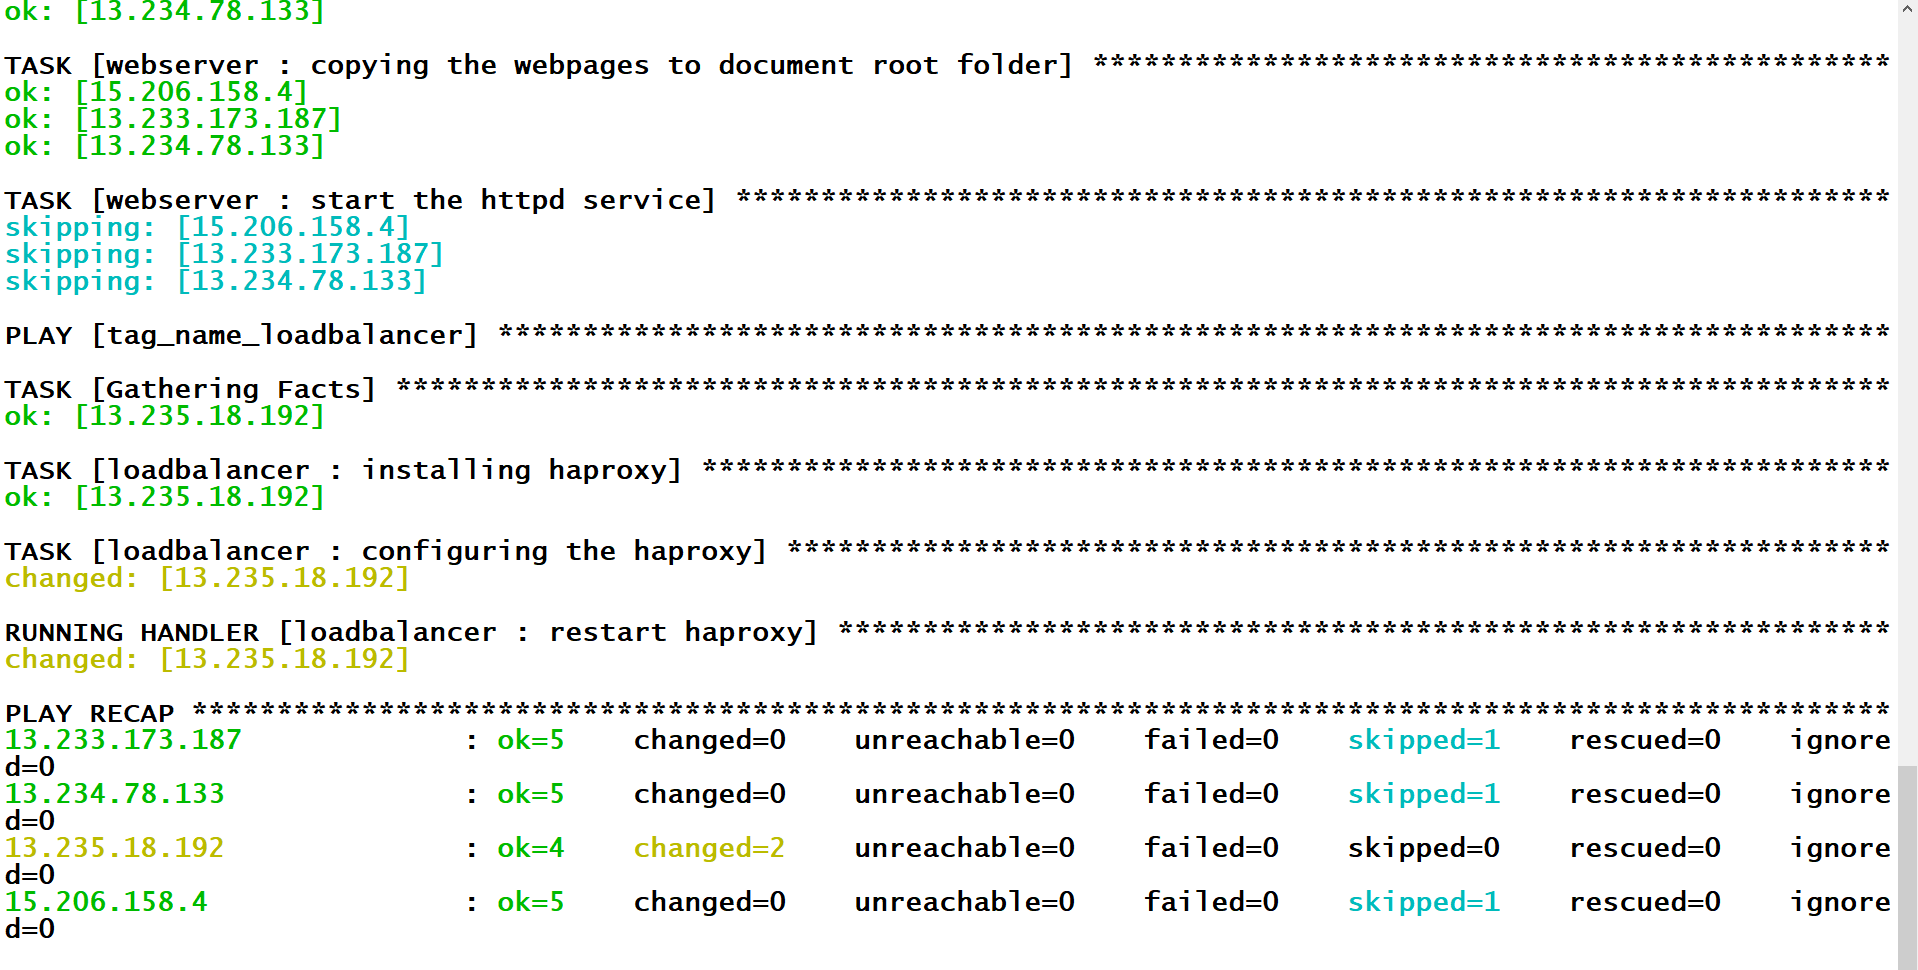 ok: [13.234.78.133]
TASK [webserver : copying the webpages to document root folder] ***********************************************
ok: [15.206.158.4]
ok: [13.233.173.187]
ok: [13.234.78.133]
TASK [webserver : start the httpd service] ********************************************************************
skipping: [15.206.158.4]
skipping: [13.233.173.187]
skipping: [13.234.78.133]
PLAY [tag_name_loadbalancer] **********************************************************************************
TASK [Gathering Facts] ****************************************************************************************
ok: [13.235.18.192]
TASK [loadbalancer : installing haproxy] **********************************************************************
ok: [13.235.18.192]
TASK [loadbalancer : configuring the haproxy] *****************************************************************
changed: [13.235.18.192]
RUNNING HANDLER [loadbalancer : restart haproxy] **************************************************************
changed: [13.235.18.192]
PLAY RECAP ****************************************************************************************************
13.233.173.187 : ok=5 changed=0 unreachable=0 failed=0 skipped=1 rescued=0 ignore
d=0
13.234.78.133 : ok=5 changed=0 unreachable=0 failed=0 skipped=1 rescued=0 ignore
d=0
13.235.18.192 : ok=4 changed=2 unreachable=0 failed=0 skipped=0 rescued=0 ignore
d=0
15.206.158.4 : ok=5 changed=0 unreachable=0 failed=0 skipped=1 rescued=0 ignore
d=0